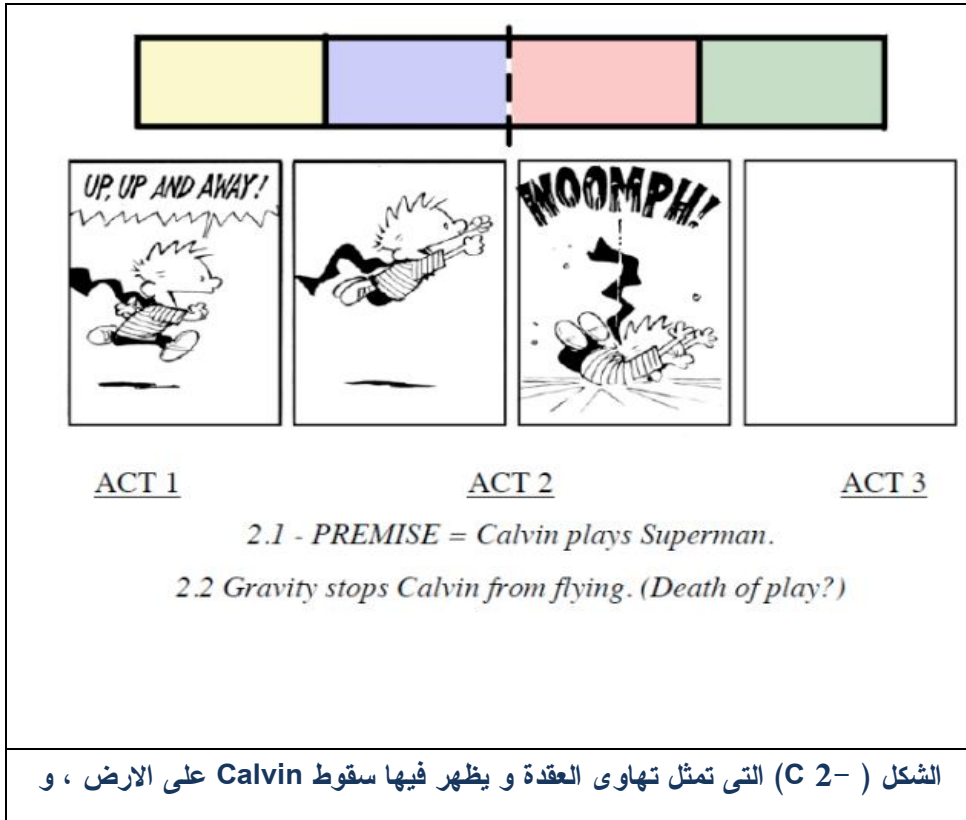 UP, UP AND AWAY!
WOOMPH!
ACT 1 ACT 2 ACT 3
2.1 - PREMISE = Calvin plays Superman.
2.2 Gravity stops Calvin from flying. (Death of play?)
الشكل ( -2 C) التى تمثل تهاوى العقدة و يظهر فيها سقوط Calvin على الارض ، و